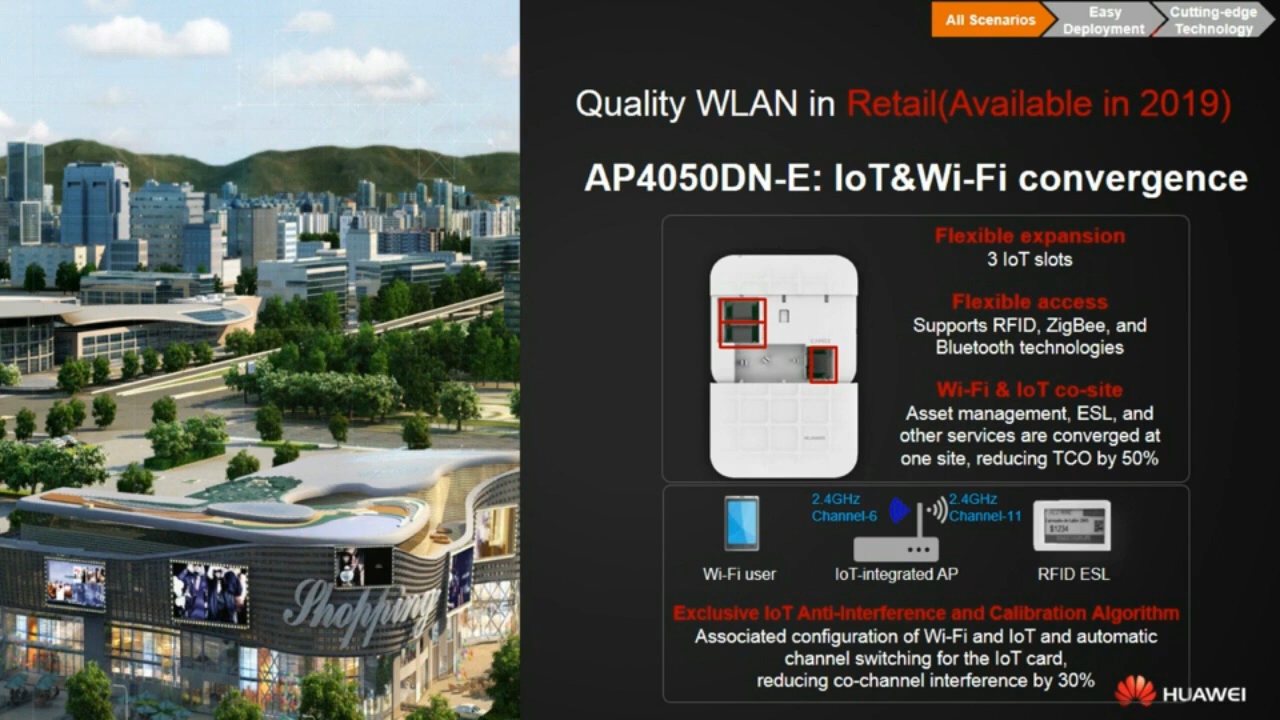 All Scenarios
Easy
Deployment
Cutting-edge
Technology
Quality WLAN in Retail(Available in 2019)
AP4050DN-E: IoT&Wi-Fi convergence
Flexible expansion
3 IoT slots
Flexible access
Supports RFID, ZigBee, and
Bluetooth technologies
Wi-Fi & IoT co-site
Asset management, ESL, and
other services are converged at
one site, reducing TCO by 50%
HUAWEI
2.4GHz
Channel-6
2.4GHz
Channel-11
$1234
Wi-Fi user
IoT-integrated AP
RFID ESL
Exclusive IoT Anti-Interference and Calibration Algorithm
Associated configuration of Wi-Fi and IoT and automatic
channel switching for the IoT card,
reducing co-channel interference by 30%
HUAWEI
Shopping